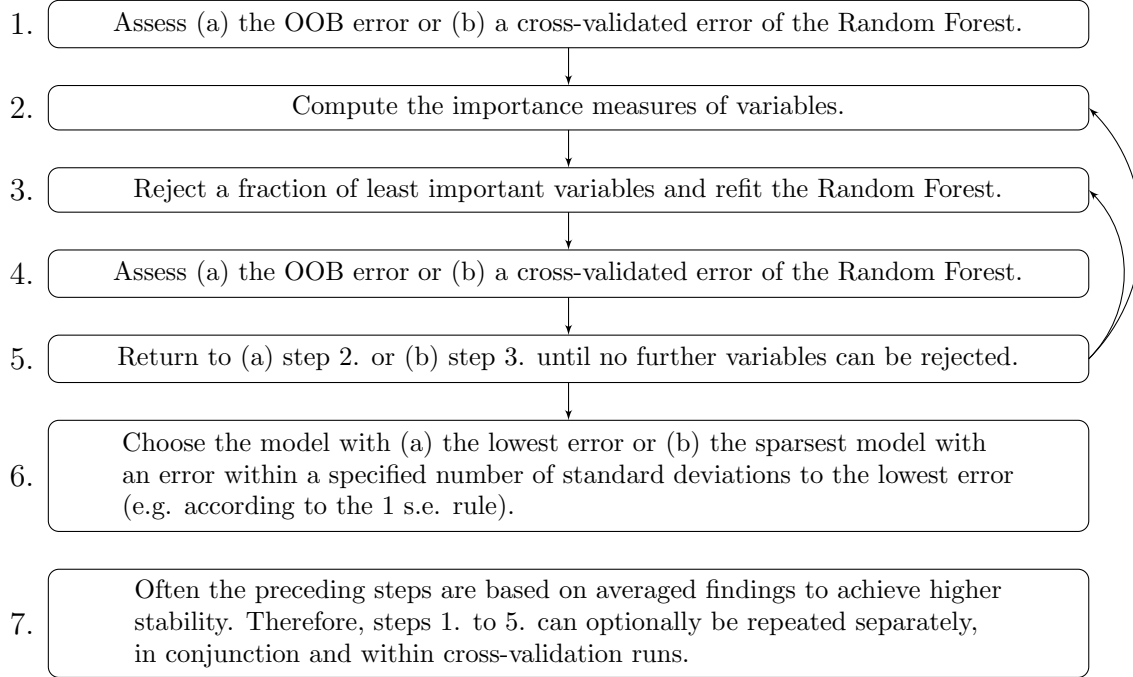 1. Assess (a) the OOB error or (b) a cross-validated error of the Random Forest.
2. Compute the importance measures of variables.
3. Reject a fraction of least important variables and refit the Random Forest.
4. Assess (a) the OOB error or (b) a cross-validated error of the Random Forest.
5. Return to (a) step 2. or (b) step 3. until no further variables can be rejected.
Choose the model with (a) the lowest error or (b) the sparsest model with
6. an error within a specified number of standard deviations to the lowest error
(e.g. according to the 1 s.e. rule).
Often the preceding steps are based on averaged findings to achieve higher
7. stability. Therefore, steps 1. to 5. can optionally be repeated separately,
in conjunction and within cross-validation runs.